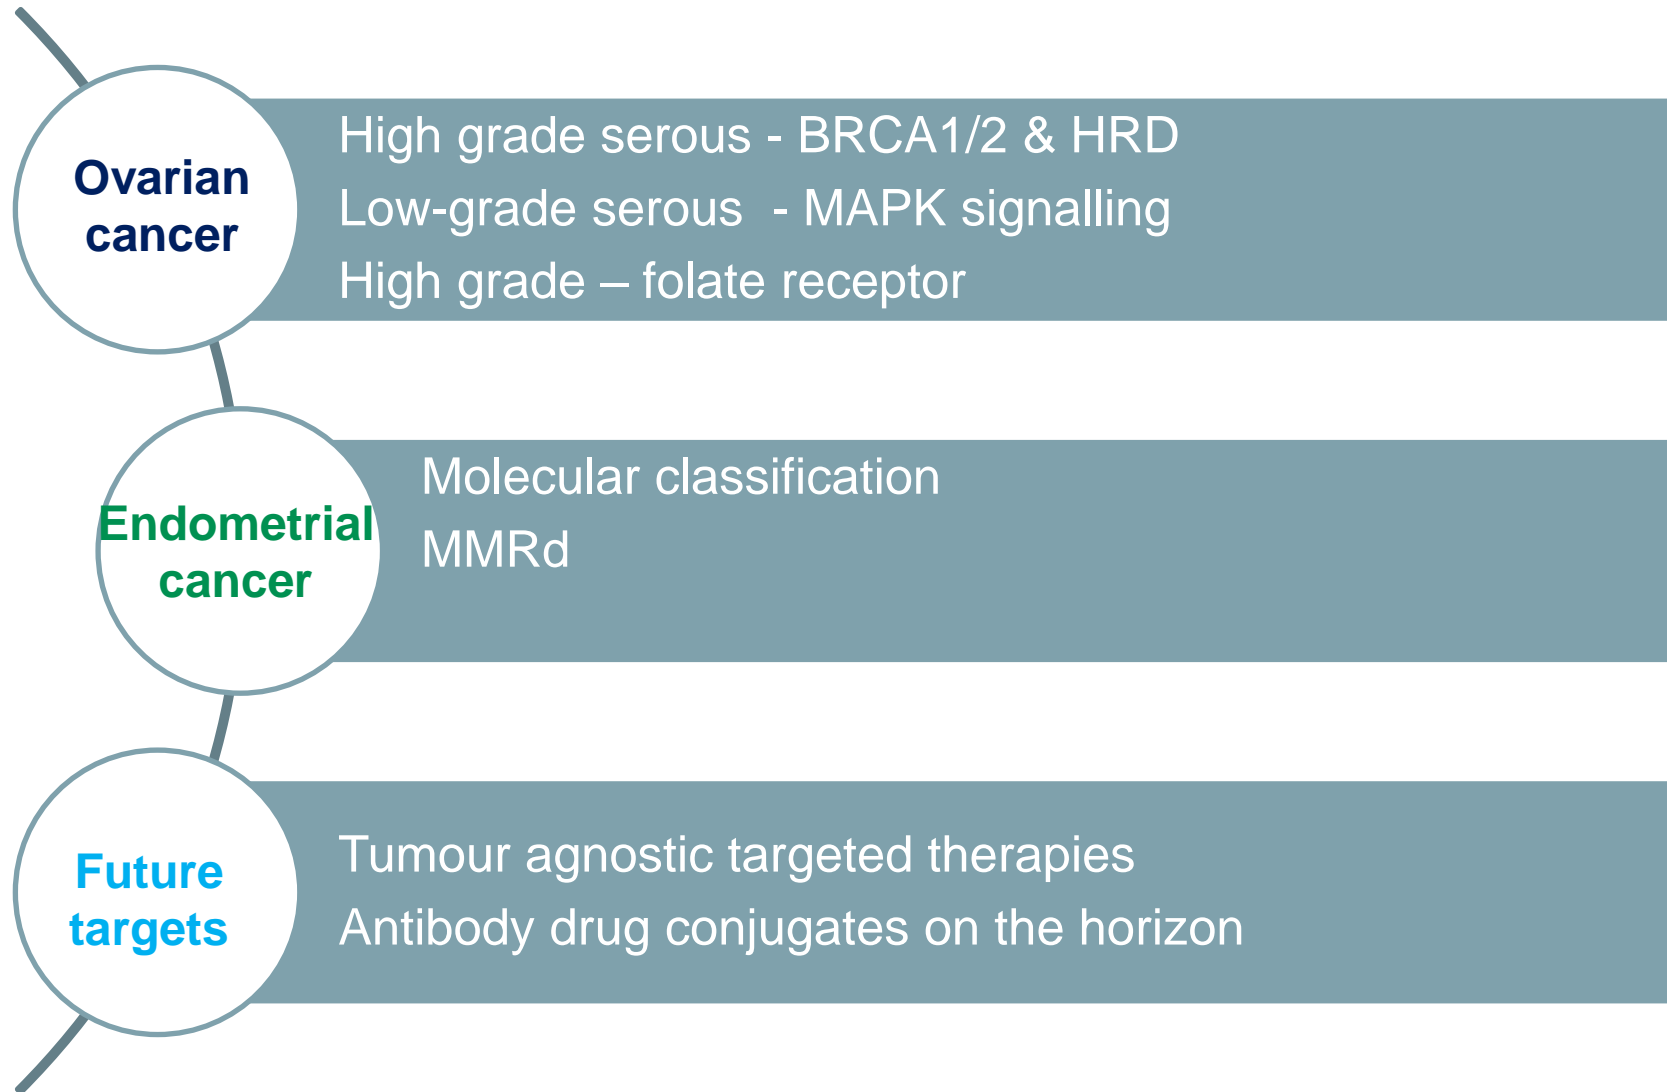 Ovarian
cancer
High grade serous - BRCA1/2 & HRD
Low-grade serous  - MAPK signalling
High grade – folate receptor
Endometrial
cancer
Molecular classification
MMRd
Future
targets
Tumour agnostic targeted therapies
Antibody drug conjugates on the horizon